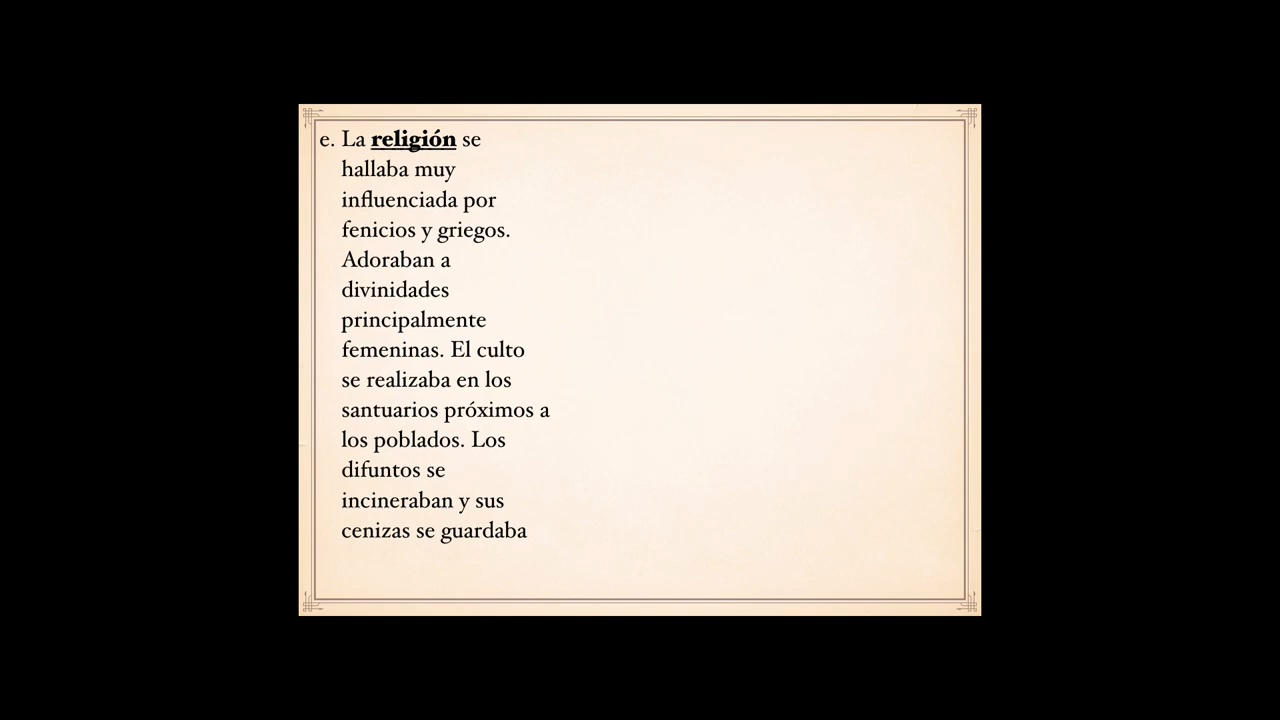 e. La religión se
hallaba muy
influenciada por
fenicios y griegos.
Adoraban a
divinidades
principalmente
femeninas. El culto
se realizaba en los
santuarios próximos a
los poblados. Los
difuntos se
incineraban y sus
cenizas se guardaba